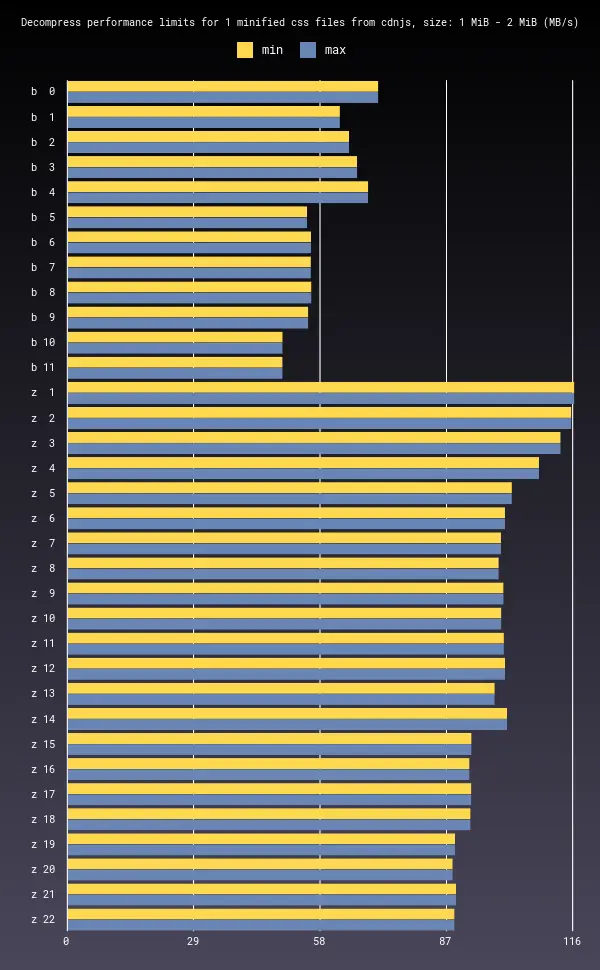 Decompress performance limits for 1 minified css files from cdnjs, size: 1 MiB - 2 MiB (MB/s)
min max
b 0
b 1
b 2
b 3
b 4
b 5
b 6
b 7
b 8
b 9
b 10
b 11
z 1
z 2
z 3
z 4
z 5
z 6
z 7
z 8
z 9
z 10
z 11
z 12
z 13
z 14
z 15
z 16
z 17
z 18
z 19
z 20
z 21
z 22
0 29 58 87 116